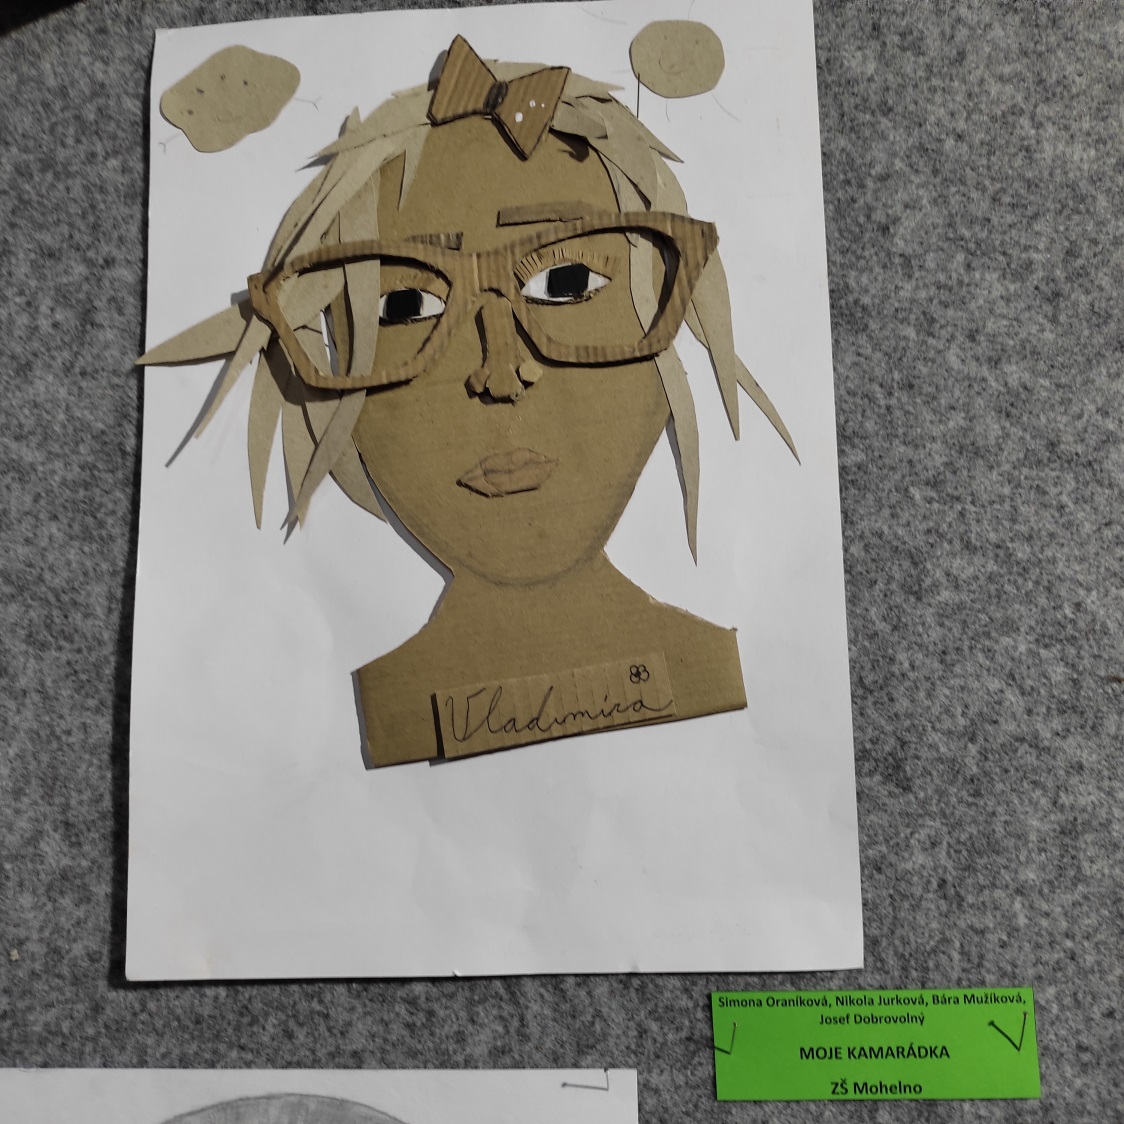 Vladimíra
Simona Oraníková, Nikola Jurková, Bára Mužíková,
Josef Dobrovolný
MOJE KAMARÁDKA
ZŠ Mohelno